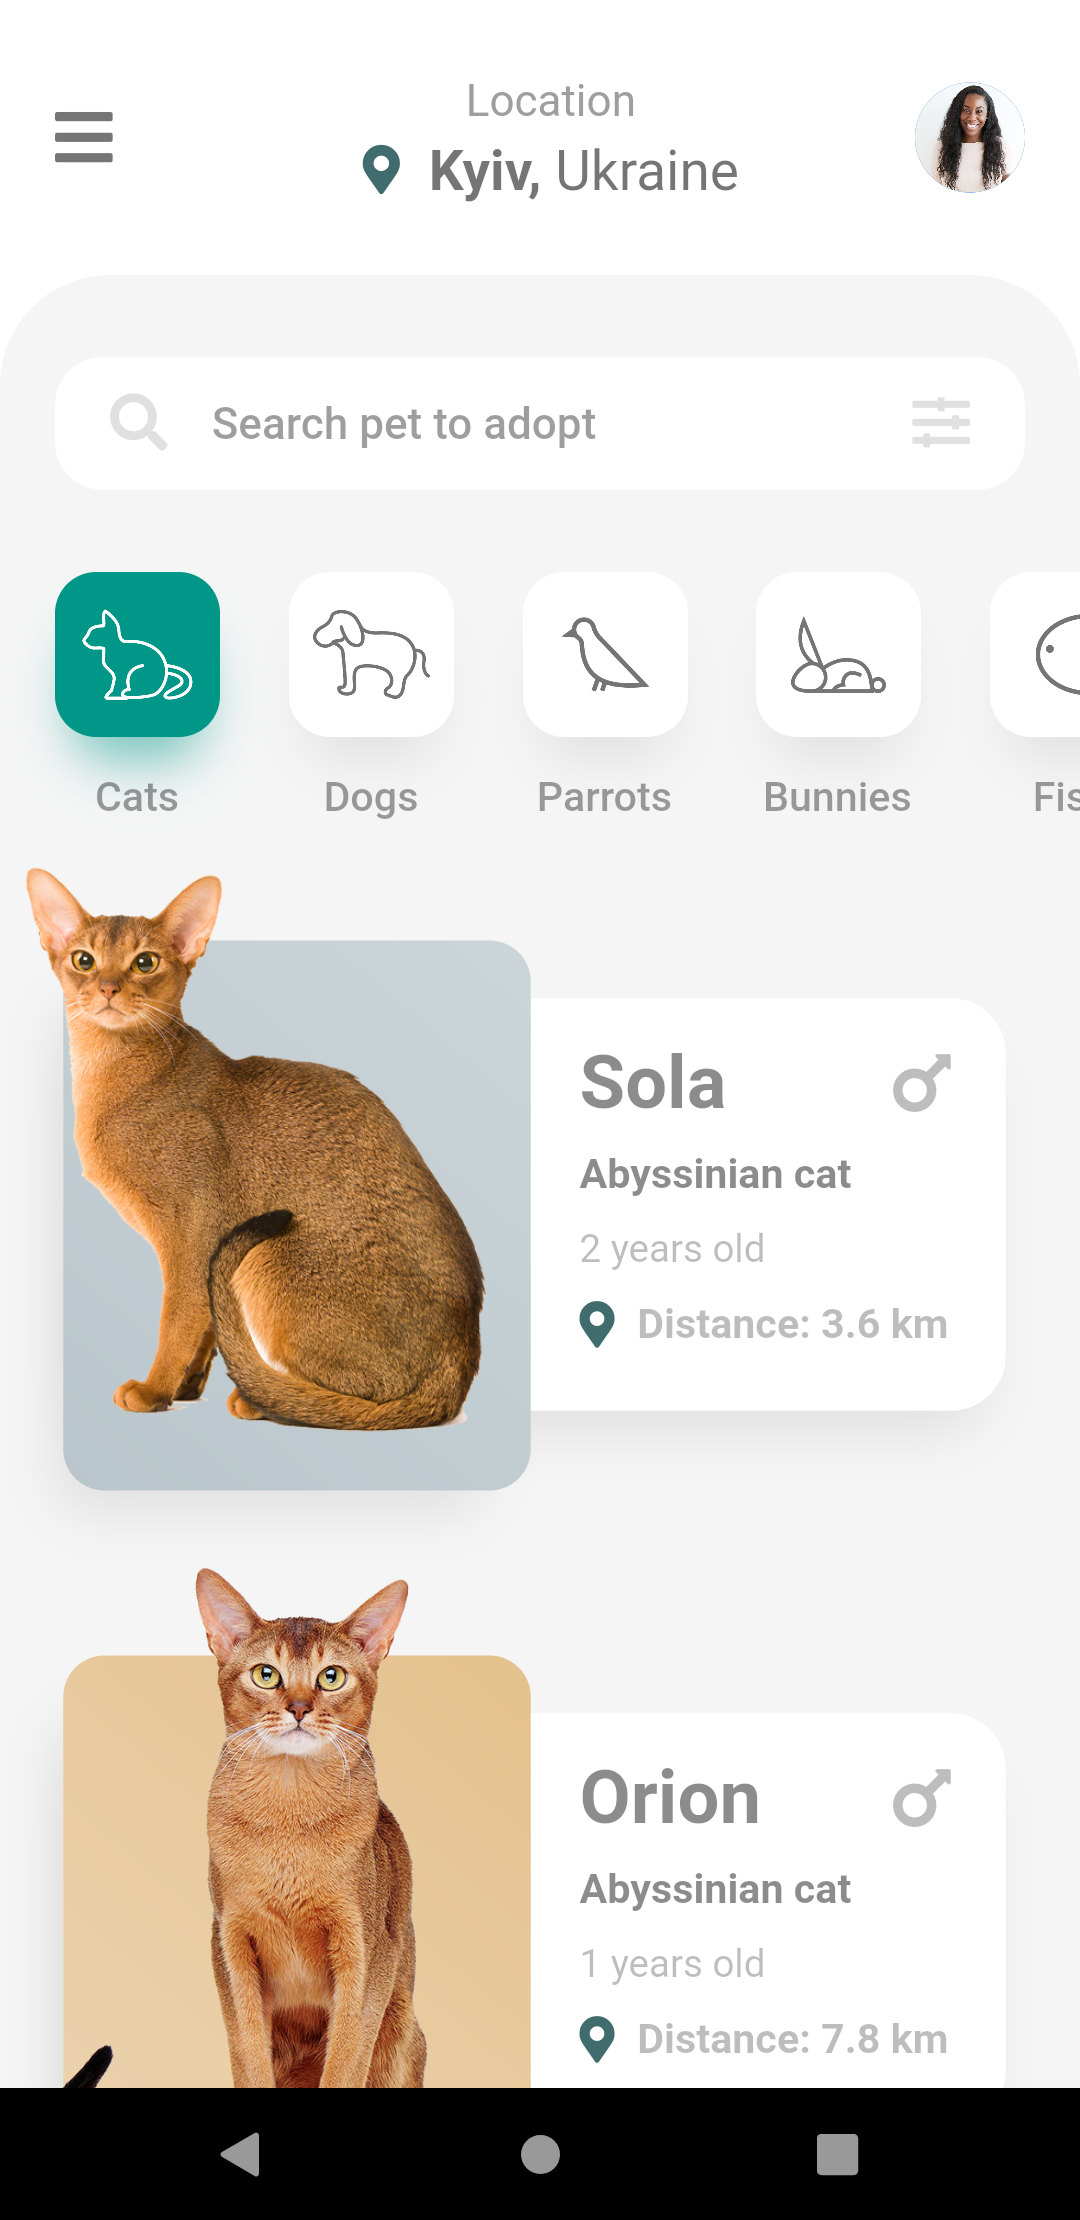 Location
Kyiv, Ukraine
Search pet to adopt
Cats
Dogs
Parrots
Bunnies
Fis
Sola
Abyssinian cat
2 years old
Distance: 3.6 km
Orion
Abyssinian cat
1 years old
Distance: 7.8 km